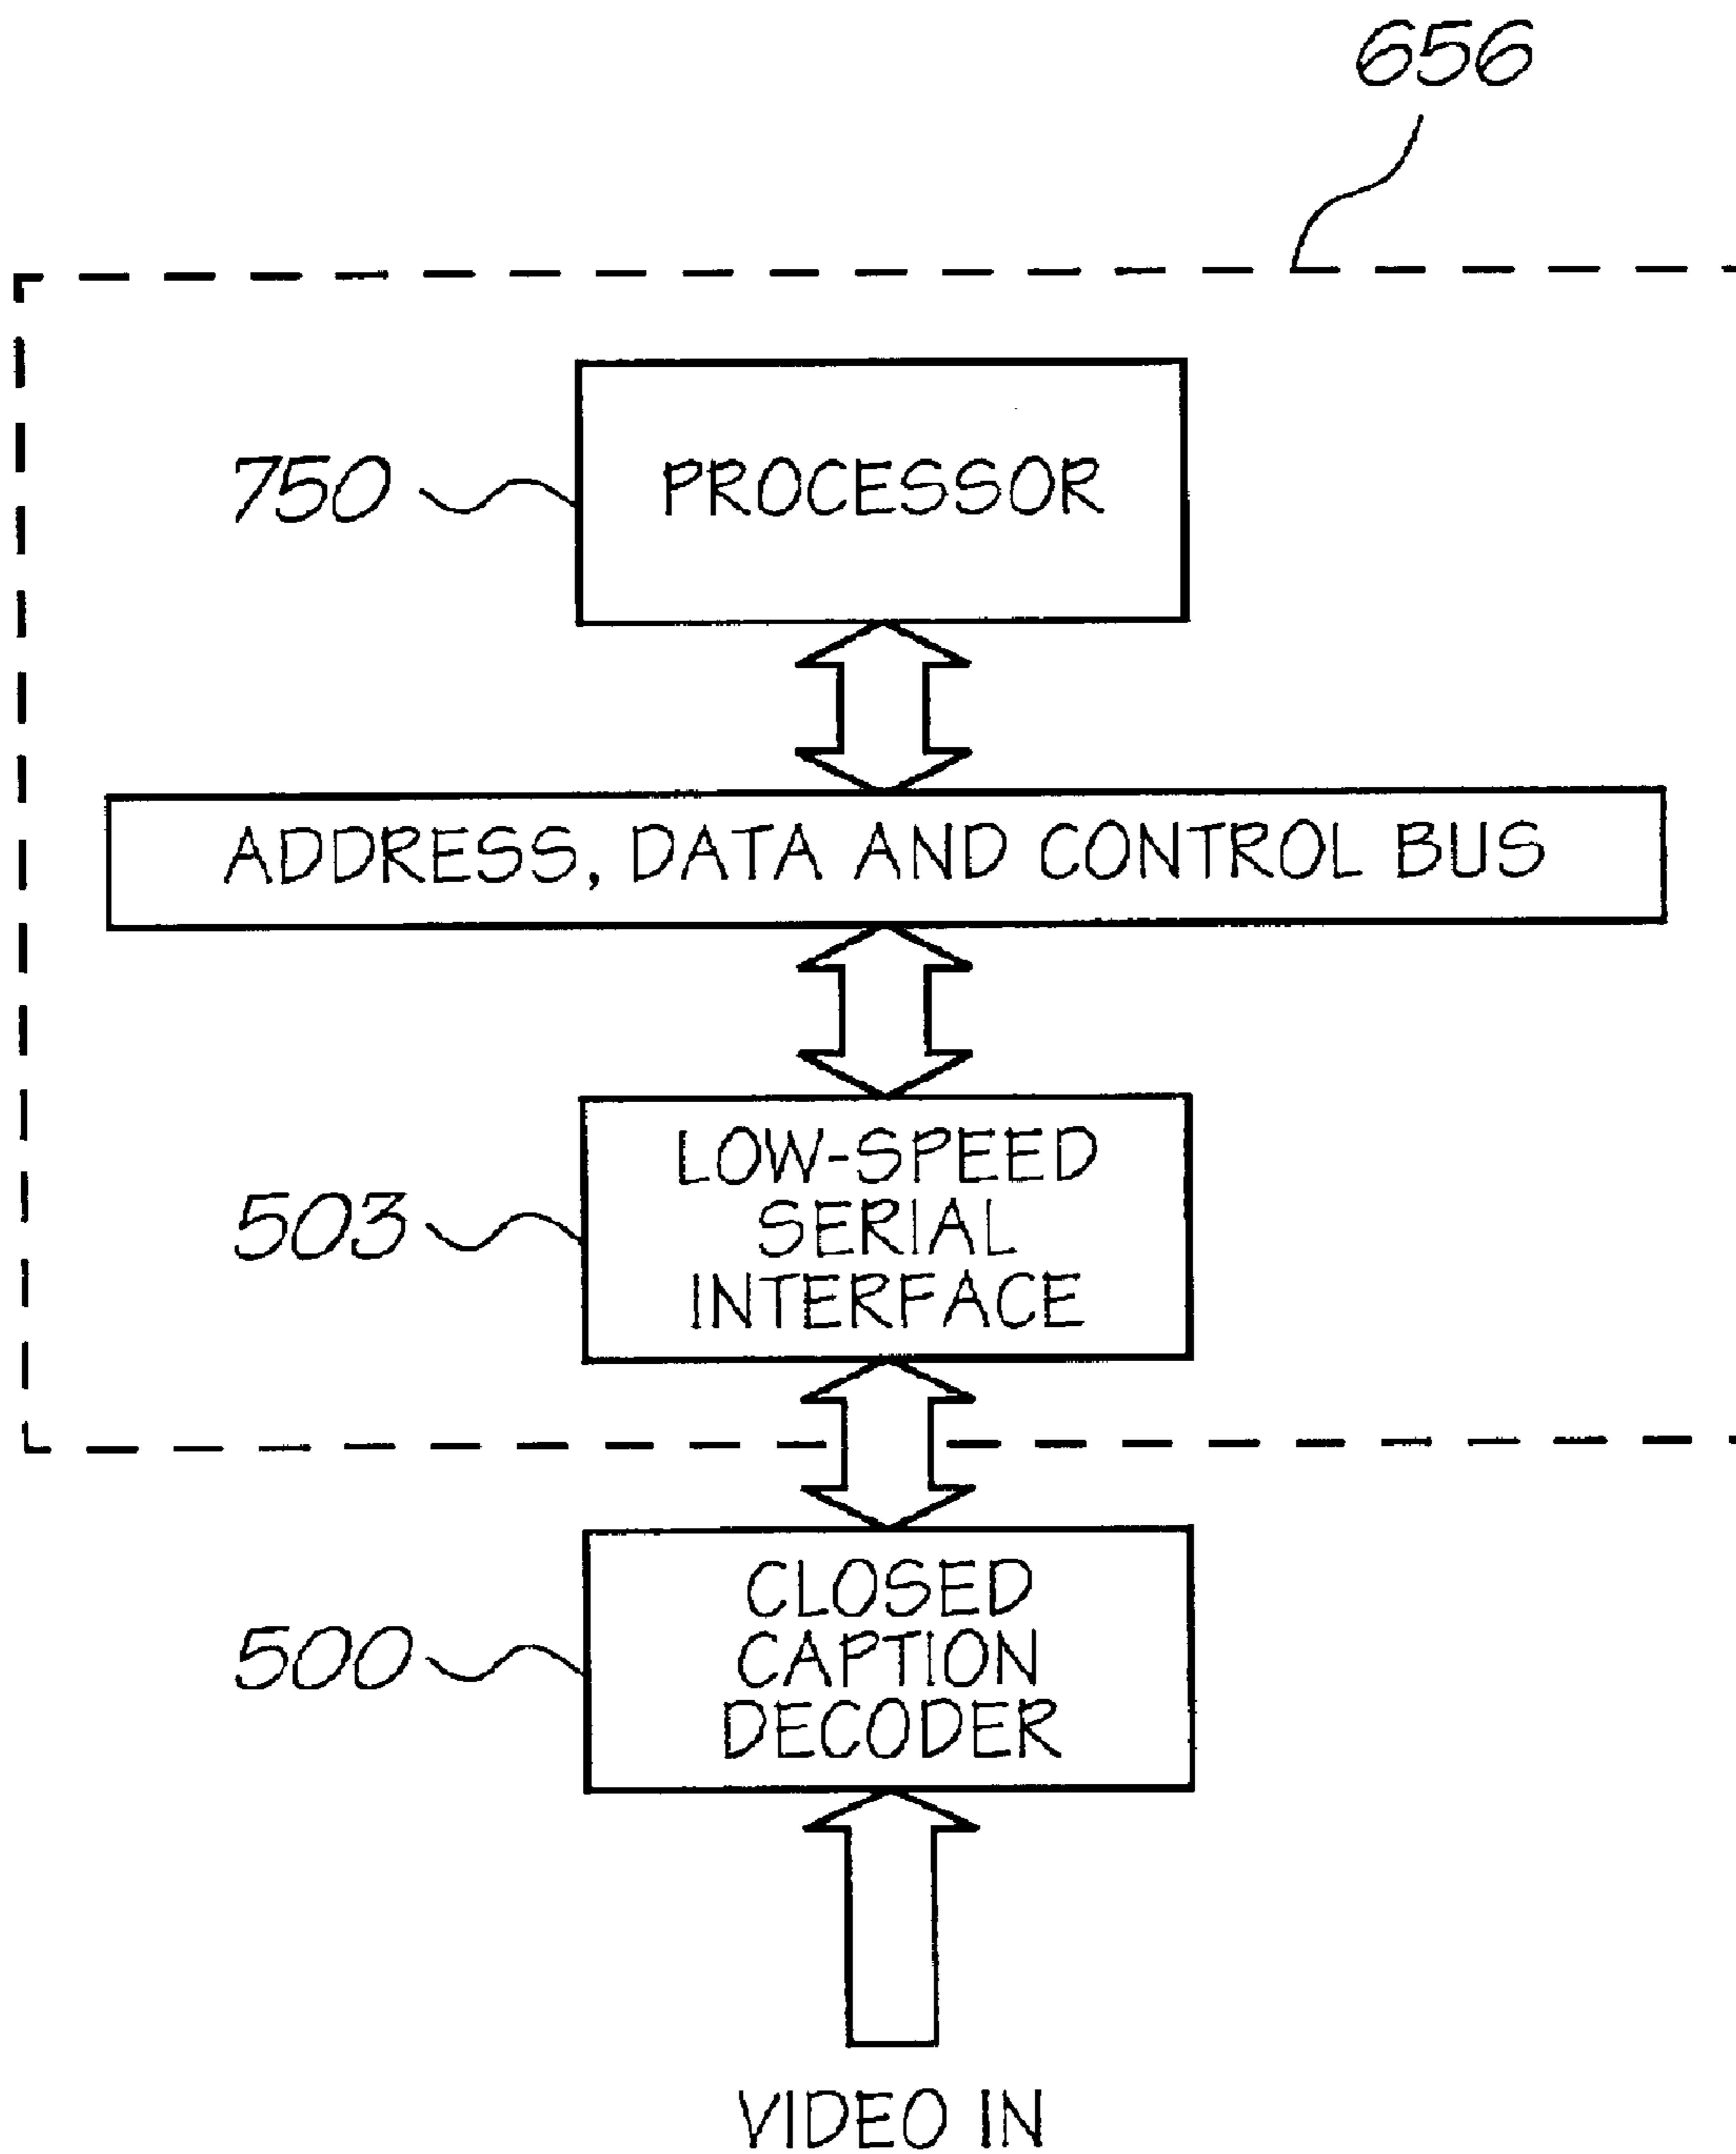 656
750
PROCESSOR
ADDRESS, DATA AND CONTROL BUS
503
LOW-SPEED
SERIAL
INTERFACE
500
CLOSED
CAPTION
DECODER
VIDEO IN